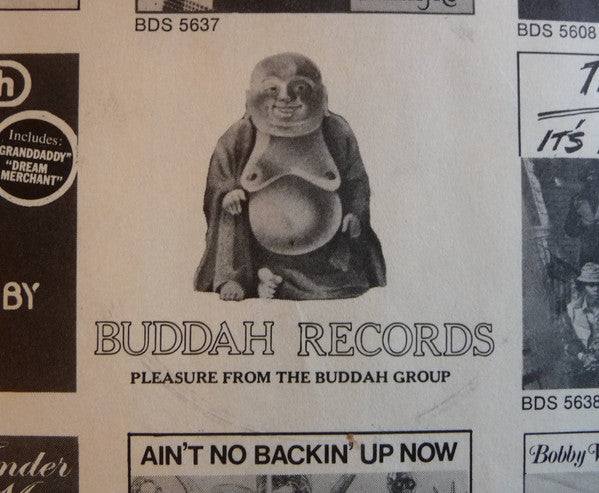 BDS 5637
BDS 5608
h
Includes:
"GRANDDADDY"
"DREAM
MERCHANT"
IT'S
BY
BUDDAH RECORDS
PLEASURE FROM THE BUDDAH GROUP
BDS 5638
AIN'T NO BACKIN' UP NOW
Bobby